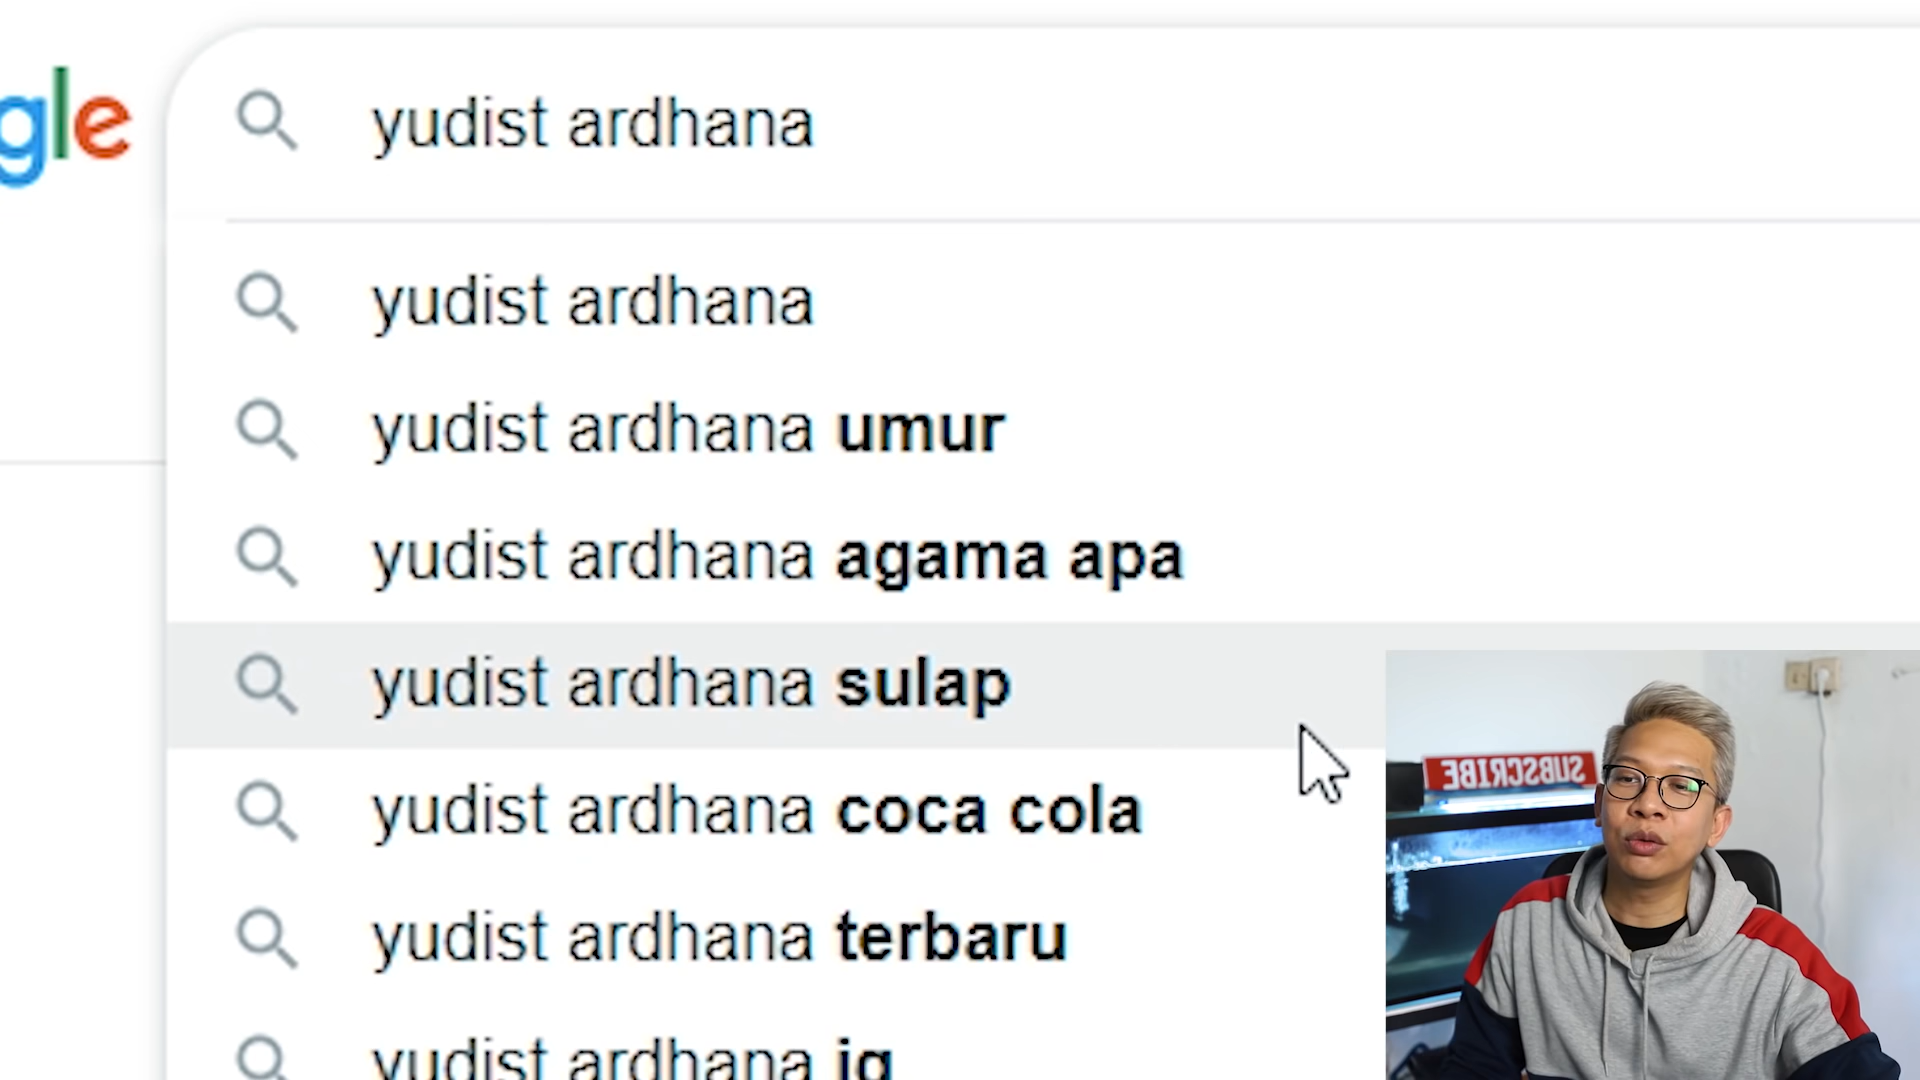 gle
yudist ardhana
yudist ardhana
yudist ardhana umur
yudist ardhana agama apa
yudist ardhana sulap
yudist ardhana coca cola
yudist ardhana terbaru
yudist ardhana ig
SUBSCRIBE